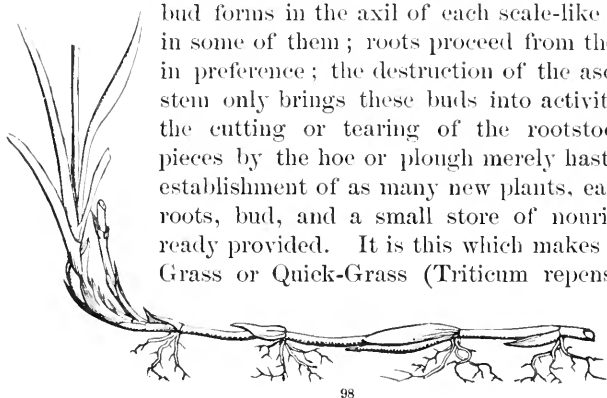 bud forms in the axil of each scale-like
in some of them ; roots proceed from the
in preference ; the destruction of the asc
stem only brings these buds into activit
the cutting or tearing of the rootstoc
pieces by the hoe or plough merely hast
establishment of as many new plants, ea
roots, bud, and a small store of nouri
ready provided. It is this which makes
Grass or Quick-Grass (Triticum repens
98